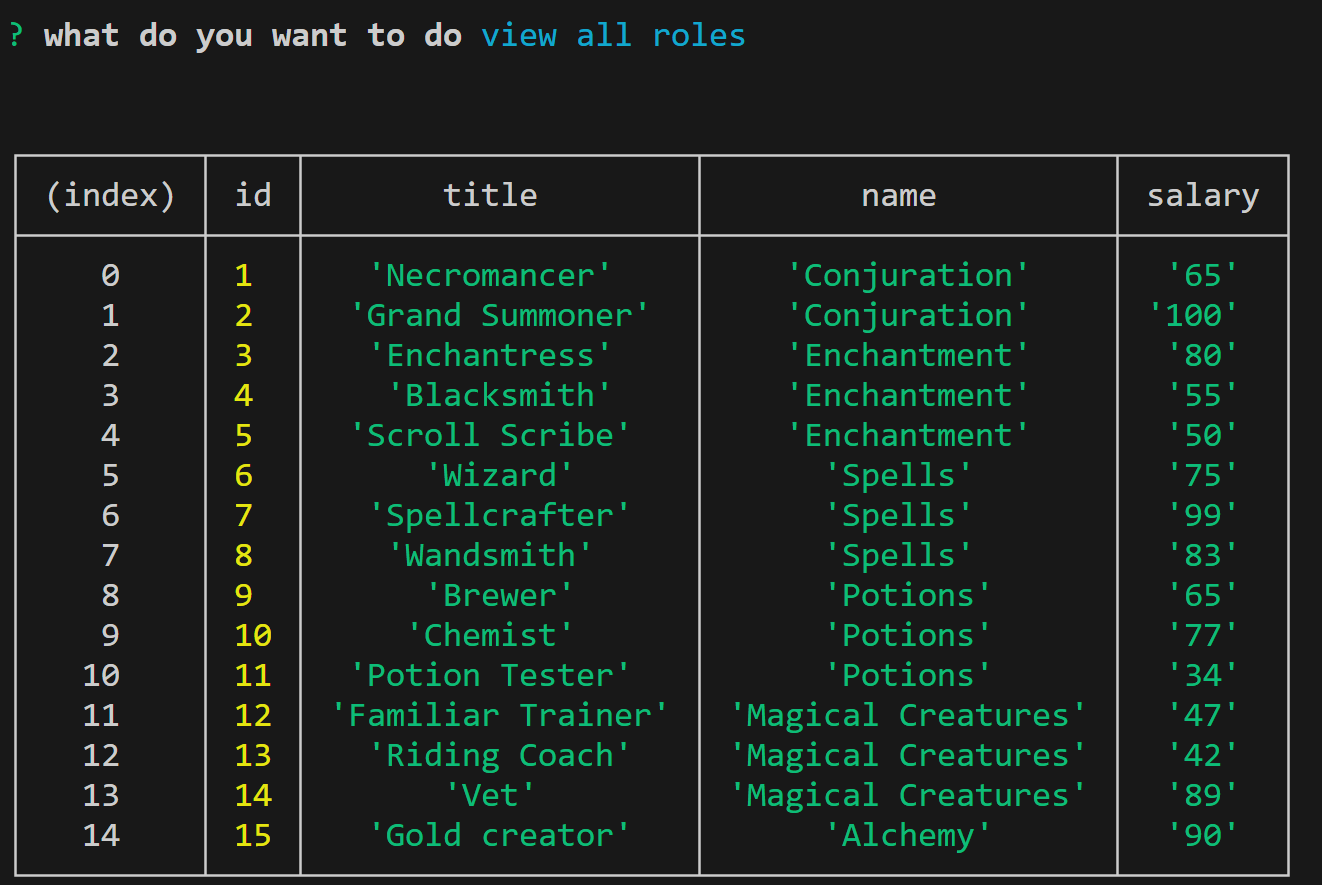 ? what do you want to do view all roles
(index) id title name salary
0 1 'Necromancer' 'Conjuration' '65'
1 2 'Grand Summoner' 'Conjuration' '100'
2 3 'Enchantress' 'Enchantment' '80'
3 4 'Blacksmith' 'Enchantment' '55'
4 5 'Scroll Scribe' 'Enchantment' '50'
5 6 'Wizard' 'Spells' '75'
6 7 'Spellcrafter' 'Spells' '99'
7 8 'Wandsmith' 'Spells' '83'
8 9 'Brewer' 'Potions' '65'
9 10 'Chemist' 'Potions' '77'
10 11 'Potion Tester' 'Potions' '34'
11 12 'Familiar Trainer' 'Magical Creatures' '47'
12 13 'Riding Coach' 'Magical Creatures' '42'
13 14 'Vet' 'Magical Creatures' '89'
14 15 'Gold creator' 'Alchemy' '90'